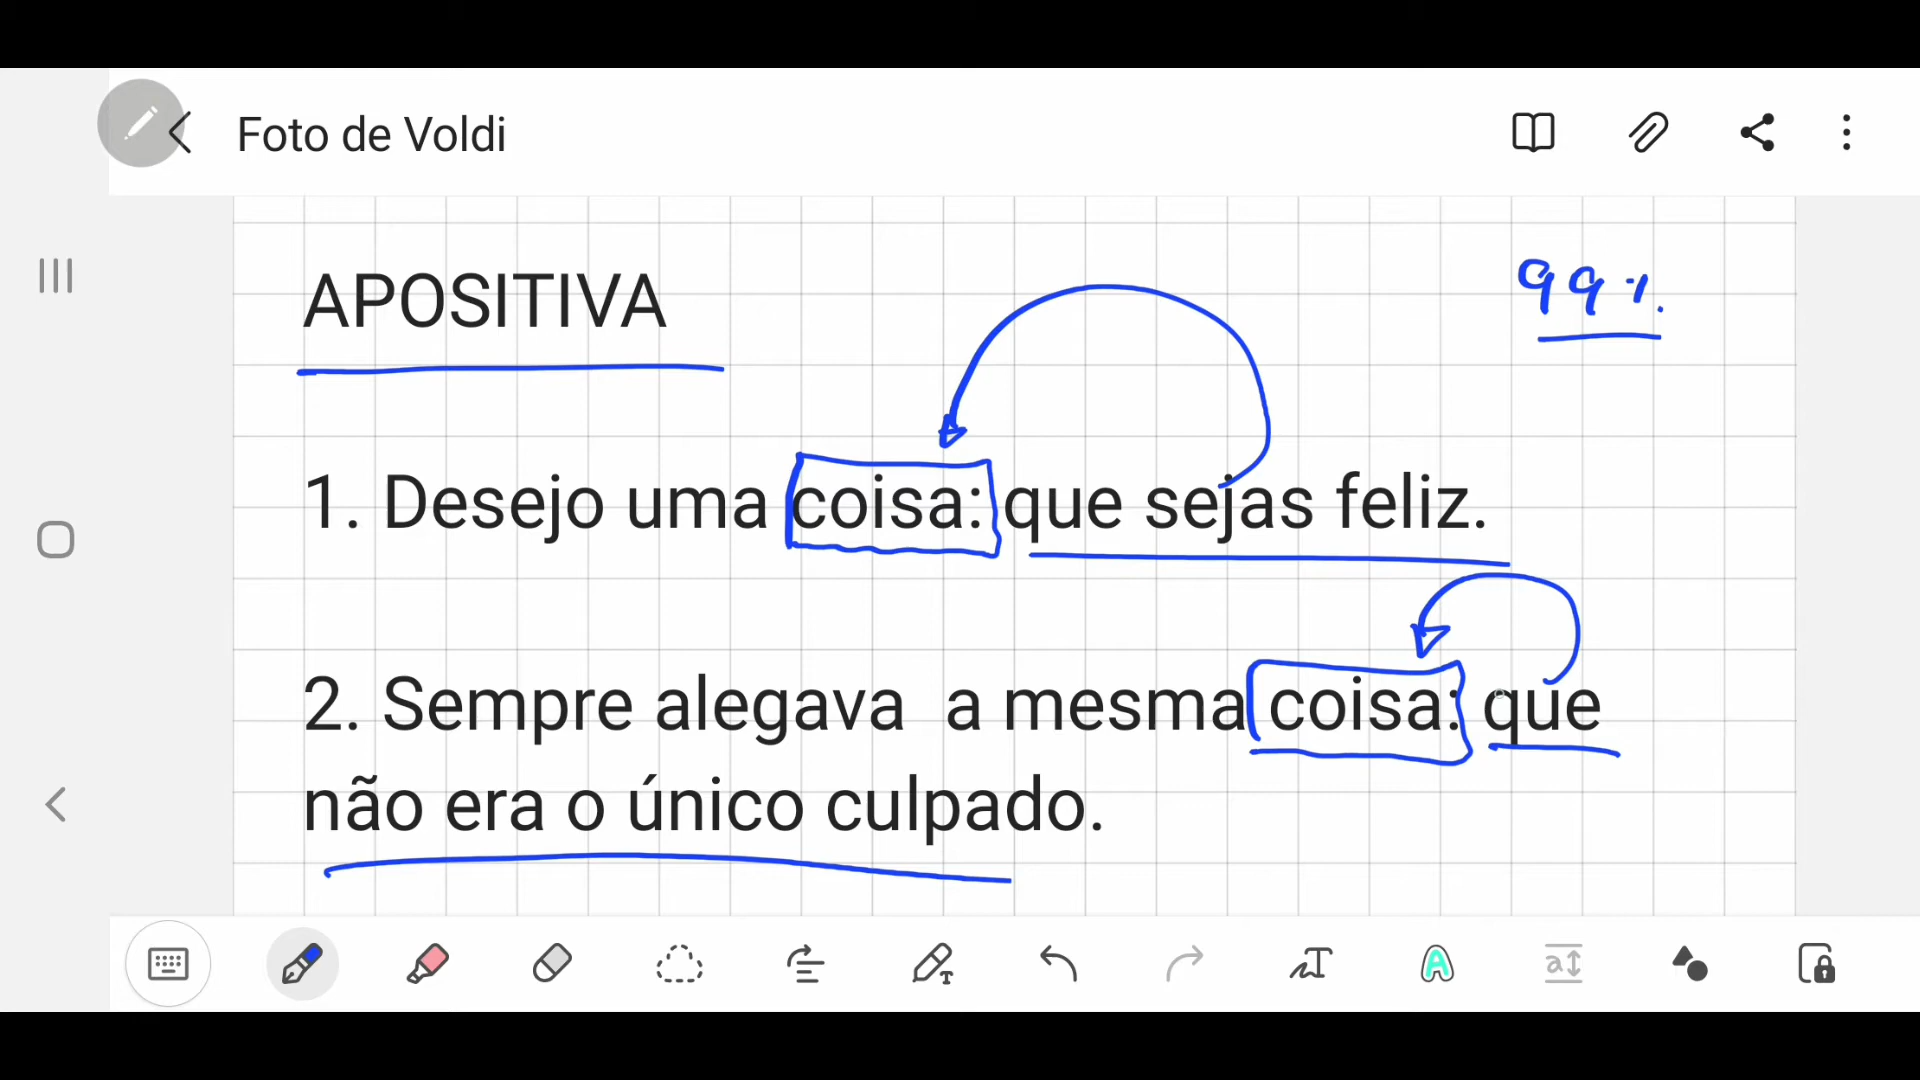 Foto de Voldi
99%
APOSITIVA
1. Desejo uma coisa: que sejas feliz.
2. Sempre alegava a mesma coisa: que
não era o único culpado.